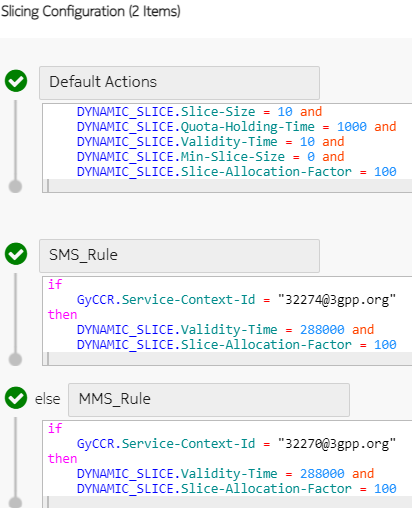 Slicing Configuration (2 Items)
Default Actions
DYNAMIC_SLICE.Slice-Size = 10 and
DYNAMIC_SLICE.Quota-Holding-Time = 1000 and
DYNAMIC_SLICE.Validity-Time = 10 and
DYNAMIC_SLICE.Min-Slice-Size = 0 and
DYNAMIC_SLICE.Slice-Allocation-Factor = 100
SMS_Rule
if
GyCCR.Service-Context-Id = "32274@3gpp.org"
then
DYNAMIC_SLICE.Validity-Time = 288000 and
DYNAMIC_SLICE.Slice-Allocation-Factor = 100
else MMS_Rule
if
GyCCR.Service-Context-Id = "32270@3gpp.org"
then
DYNAMIC_SLICE.Validity-Time = 288000 and
DYNAMIC_SLICE.Slice-Allocation-Factor = 100